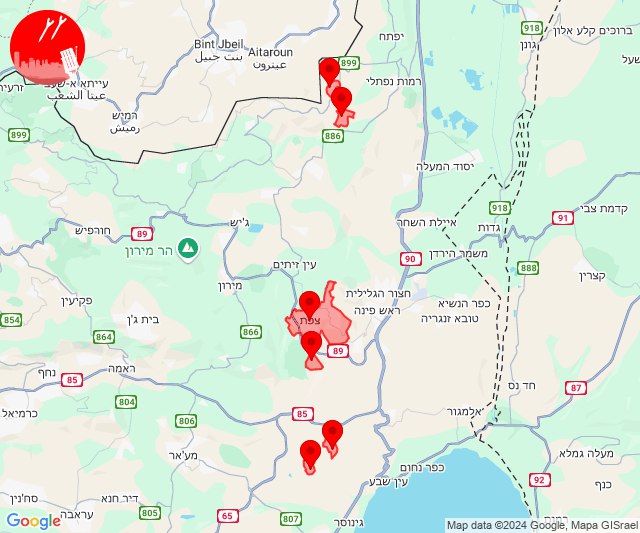 ברוכים קלע אלון
918
יפתח
גונן
Bint Jbeil
بنت جبيل
Aitaroun
عيترون
899
שעל
רמות נפתלי
עייתא א-שעב
عيتا الشعب
זרעית
הַמִיש
رميش
899
886
יסוד המעלה
918
קדמת צבי
91
איילת השחר
גדות
ג'יש
חורפיש
89
הר מירון
90
משמר הירדן
888
קצרין
עין זיתים
מירון
חצור הגלילית
ראש פינה
כפר הנשיא
טובא זנגריה
פקיעין
854
בית ג'ן
צפת
866
864
89
ראמה
נחף
85
חד נס
87
804
806
85
אלמגור
כרמיאל
מע'אר
מעלה גמלא
כפר נחום
עין שבע
92
כנף
סח'נין
דיר חנא
עראבה
65
807
גינוסר
רמות
Google
Map data ©2024 Google, Mapa GISrael